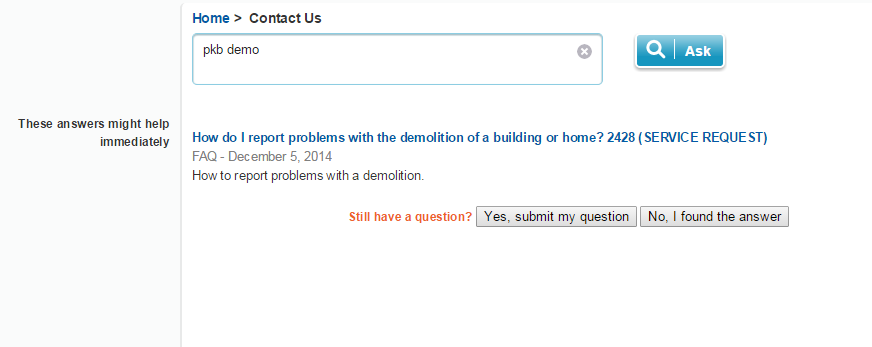 Home > Contact Us
pkb demo
Ask
These answers might help
immediately
How do I report problems with the demolition of a building or home? 2428 (SERVICE REQUEST)
FAQ - December 5, 2014
How to report problems with a demolition.
Still have a question? Yes, submit my question No, I found the answer